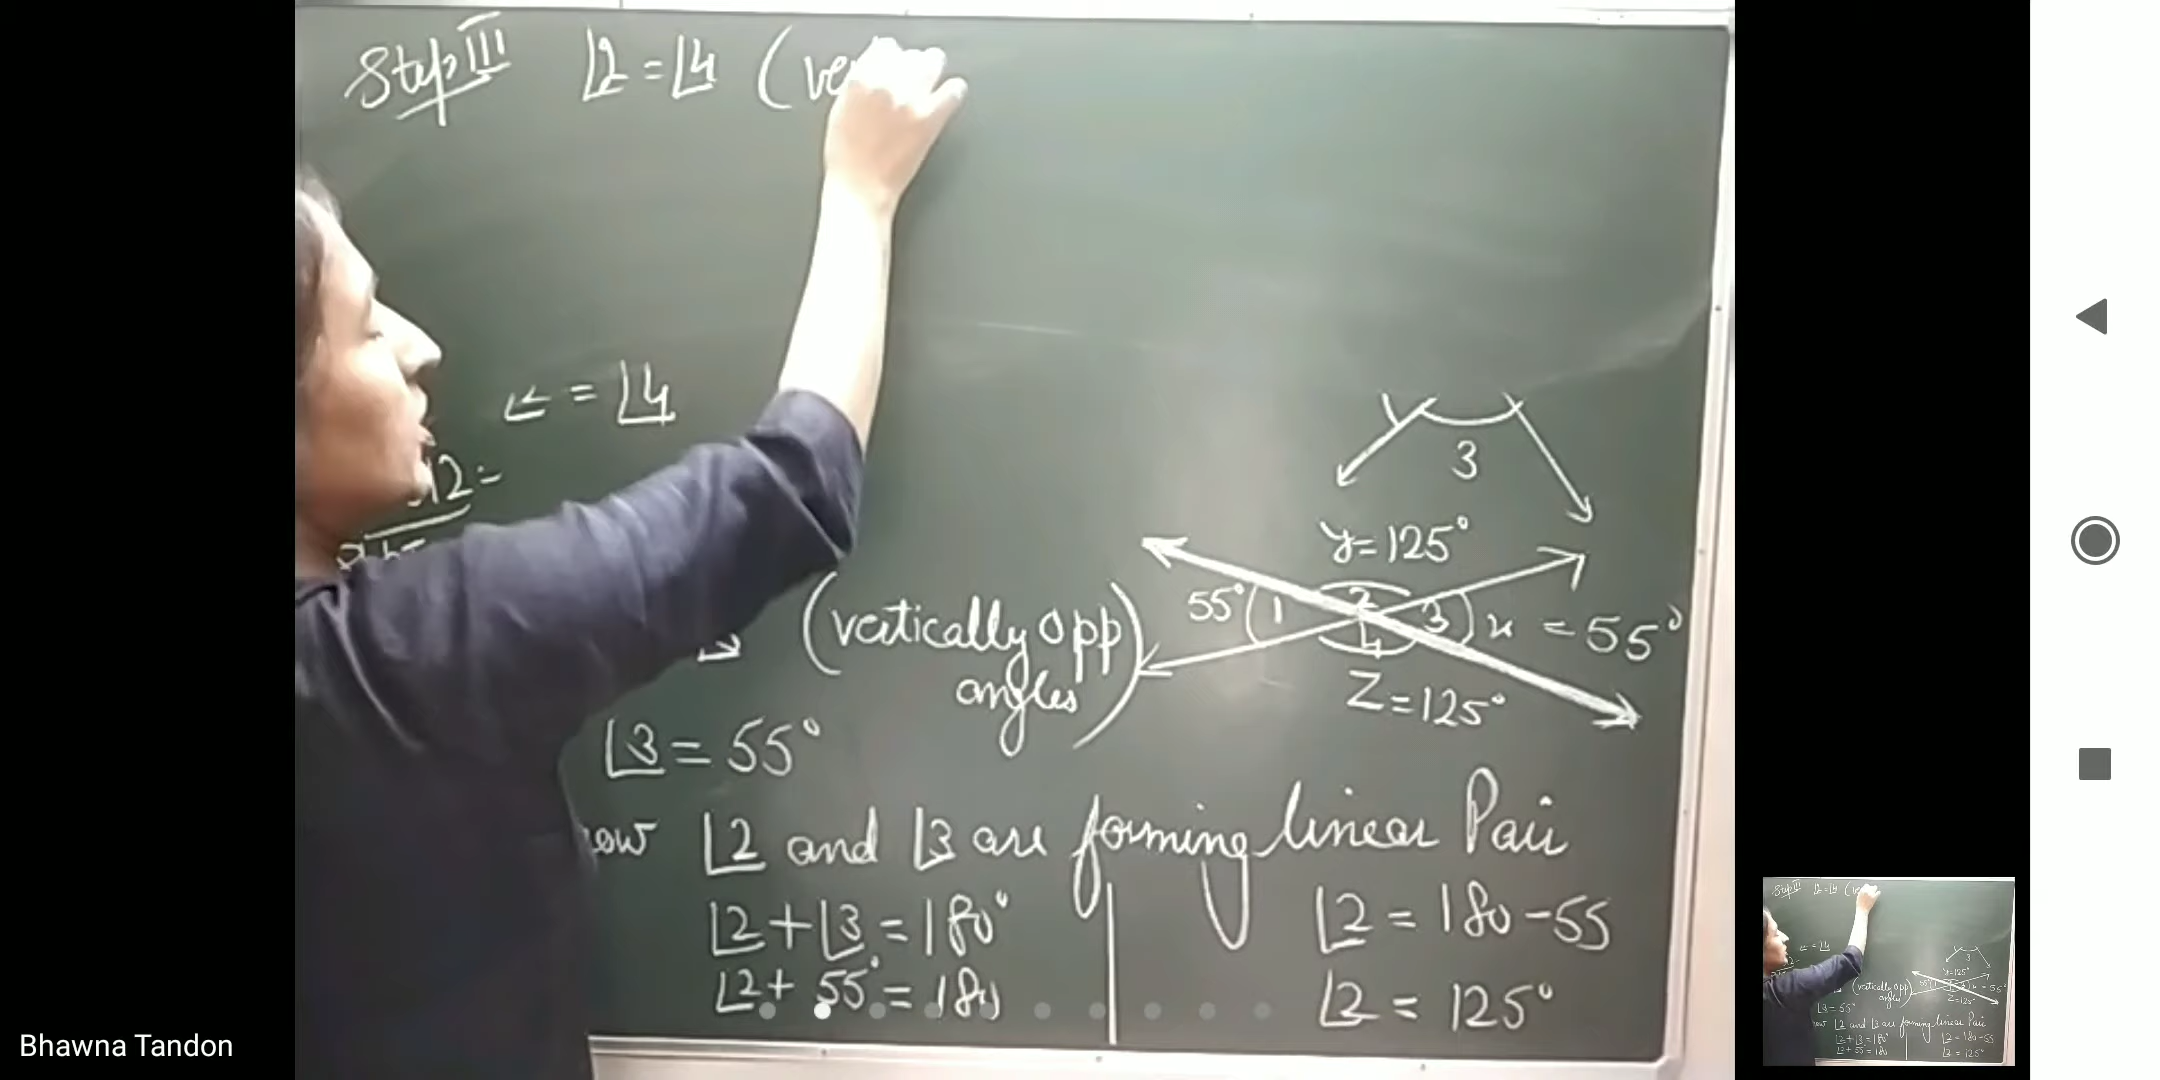 Step III ∠2 = ∠4 (ve
= ∠4
∠2 =
3
y = 125°
55° 1 2 3 x = 55°
4
(vertically opp
angles)
z = 125°
∠3 = 55°
now ∠2 and ∠3 are forming linear Pair
∠2 + ∠3 = 180° ∠2 = 180 - 55
∠2 + 55° = 180 ∠2 = 125°
Bhawna Tandon